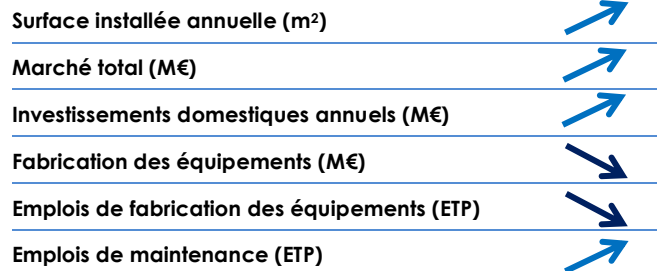 Surface installée annuelle (m²)
Marché total (M€)
Investissements domestiques annuels (M€)
Fabrication des équipements (M€)
Emplois de fabrication des équipements (ETP)
Emplois de maintenance (ETP)